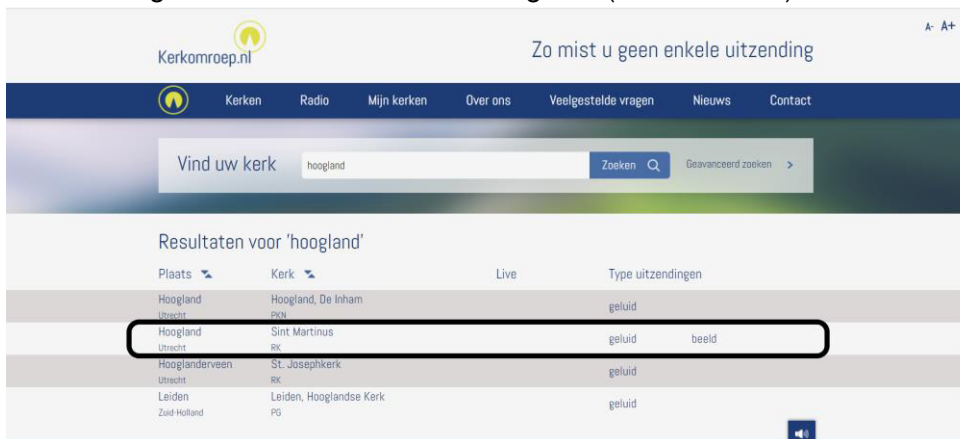 A- A+
Kerkomroep.nl
Zo mist u geen enkele uitzending
Kerken Radio Mijn kerken Over ons Veelgestelde vragen Nieuws Contact
Vind uw kerk hoogland Zoeken Geavanceerd zoeken >
Resultaten voor 'hoogland'
Plaats Kerk Live Type uitzendingen
Hoogland Hoogland, De Inham geluid
Utrecht PKN
Hoogland Sint Martinus geluid beeld
Utrecht RK
Hooglanderveen St. Josephkerk geluid
Utrecht RK
Leiden Leiden, Hooglandse Kerk geluid
Zuid-Holland PG